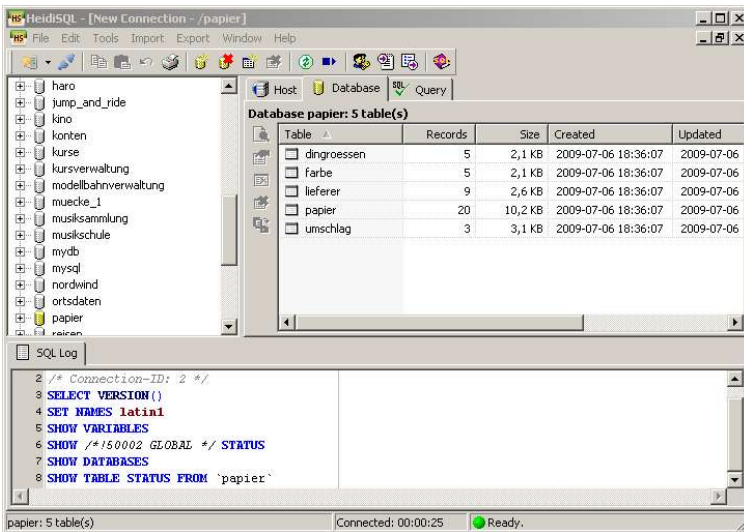 HeidiSQL - [New Connection - /papier]
File Edit Tools Import Export Window Help
haro
jump_and_ride
kino
konten
kurse
kursverwaltung
modellbahnverwaltung
muecke_1
musiksammlung
musikschule
mydb
mysql
nordwind
ortsdaten
papier
reisen
Host Database SQL Query
Database papier: 5 table(s)
Table Records Size Created Updated
dingroessen 5 2,1 KB 2009-07-06 18:36:07 2009-07-06
farbe 5 2,1 KB 2009-07-06 18:36:07 2009-07-06
lieferer 9 2,6 KB 2009-07-06 18:36:07 2009-07-06
papier 20 10,2 KB 2009-07-06 18:36:07 2009-07-06
umschlag 3 3,1 KB 2009-07-06 18:36:07 2009-07-06
SQL Log
2 /* Connection-ID: 2 */
3 SELECT VERSION()
4 SET NAMES latin1
5 SHOW VARIABLES
6 SHOW /*!50002 GLOBAL */ STATUS
7 SHOW DATABASES
8 SHOW TABLE STATUS FROM `papier`
papier: 5 table(s) Connected: 00:00:25 Ready.